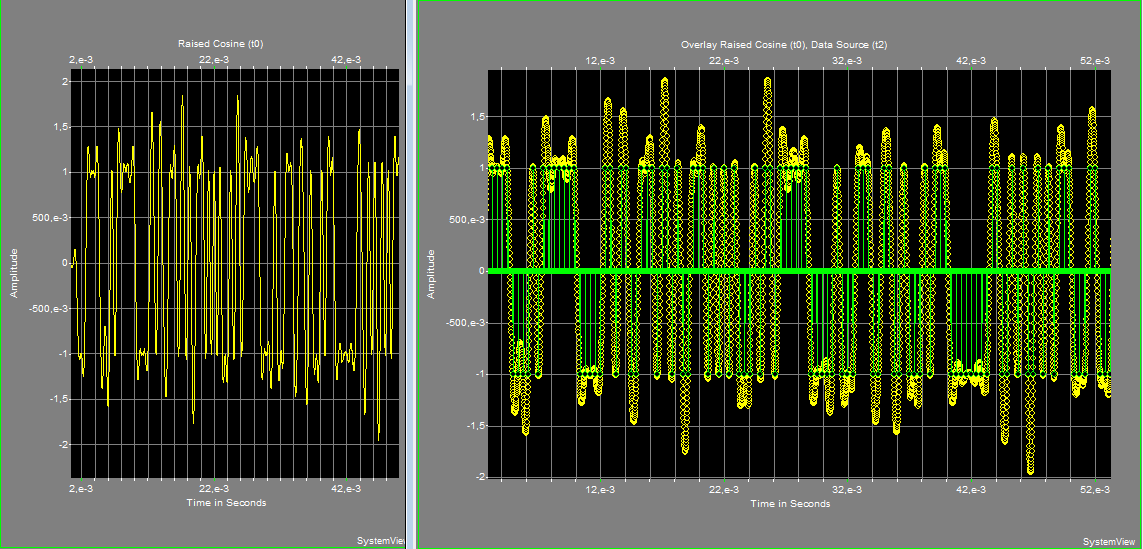 Raised Cosine (t0)
2,e-3 22,e-3 42,e-3
2
1,5
1
500,e-3
0
-500,e-3
-1
-1,5
-2
Amplitude
2,e-3 22,e-3 42,e-3
Time in Seconds
SystemView
Overlay Raised Cosine (t0), Data Source (t2)
12,e-3 22,e-3 32,e-3 42,e-3 52,e-3
1,5
1
500,e-3
0
-500,e-3
-1
-1,5
-2
Amplitude
12,e-3 22,e-3 32,e-3 42,e-3 52,e-3
Time in Seconds
SystemView